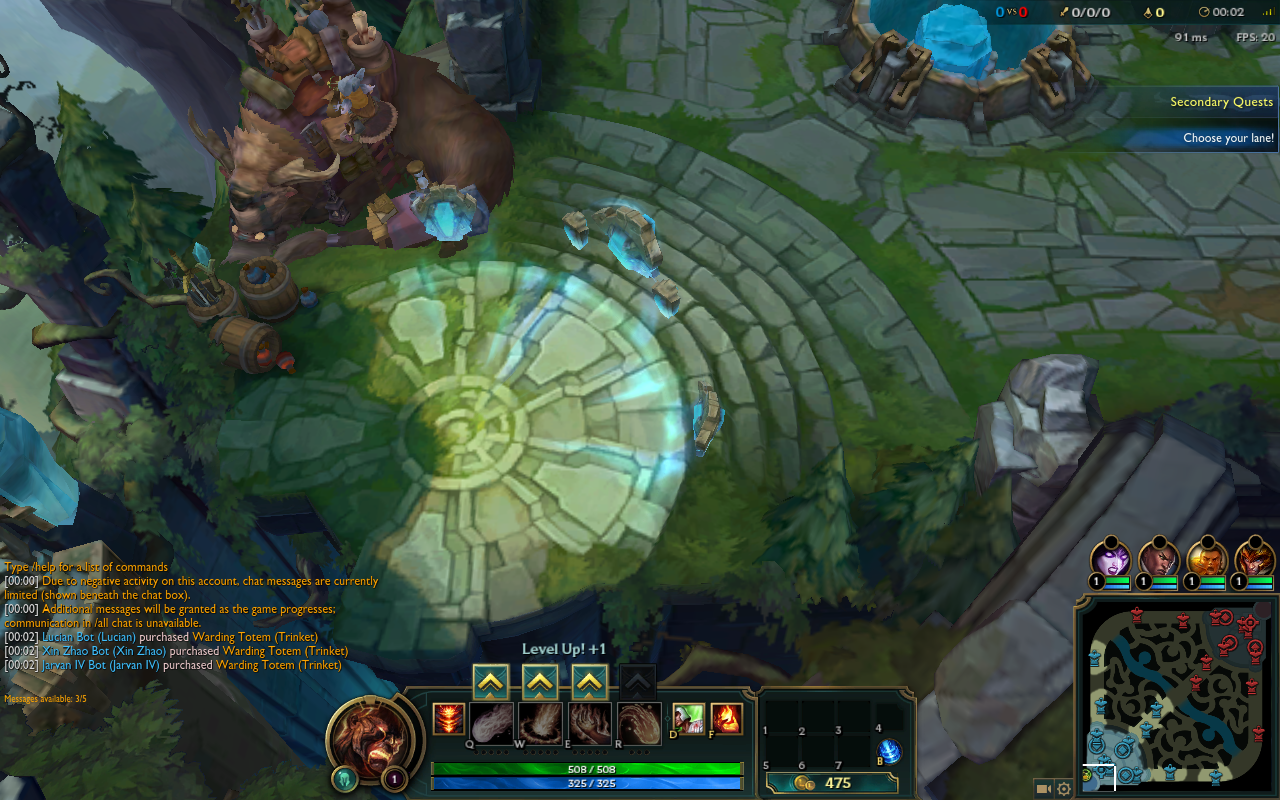 0 vs 0 0/0/0 0 00:02
91 ms FPS: 20
Secondary Quests
Choose your lane!
Type /help for a list of commands
[00:00] Due to negative activity on this account, chat messages are currently
limited (shown beneath the chat box).
[00:00] Additional messages will be granted as the game progresses;
communication in /all chat is unavailable.
[00:02] Lucian Bot (Lucian) purchased Warding Totem (Trinket)
[00:02] Xin Zhao Bot (Xin Zhao) purchased Warding Totem (Trinket)
[00:02] Jarvan IV Bot (Jarvan IV) purchased Warding Totem (Trinket)
Messages available: 3/5
1 1 1 1
Level Up! +1
Q W E R D F
1 2 3 4
5 6 7 B
1
508 / 508
325 / 325
475